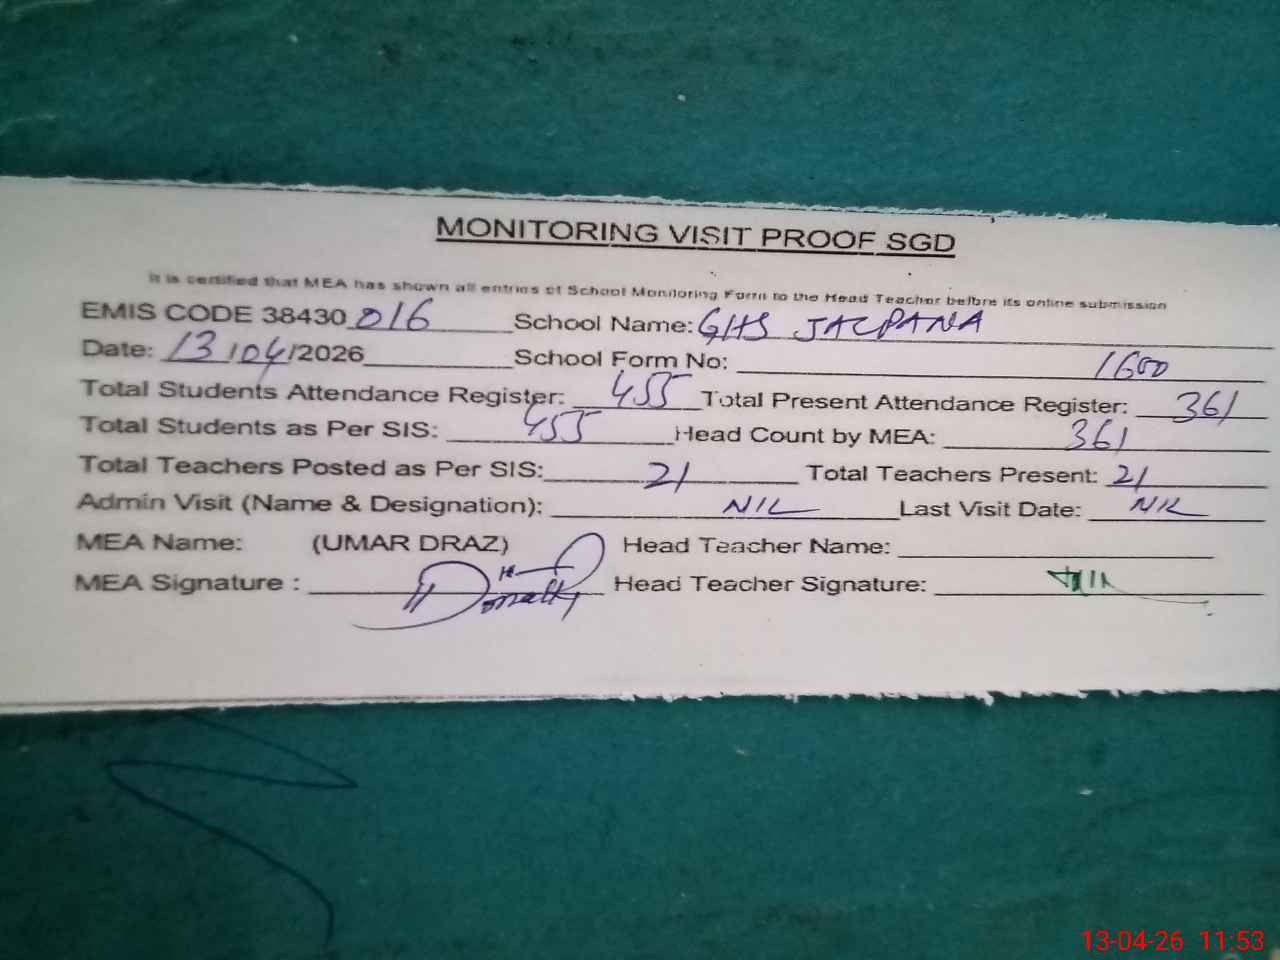 MONITORING VISIT PROOF SGD
It is certified that MEA has shown all entries of School Monitoring Form to the Head Teacher before its online submission
EMIS CODE 38430 016 School Name: GHS JALPANA
Date: 13/04/2026 School Form No: 1600
Total Students Attendance Register: 455 Total Present Attendance Register: 361
Total Students as Per SIS: 455 Head Count by MEA: 361
Total Teachers Posted as Per SIS: 21 Total Teachers Present: 21
Admin Visit (Name & Designation): NIL Last Visit Date: NIL
MEA Name: (UMAR DRAZ) Head Teacher Name:
MEA Signature : Head Teacher Signature:
13-04-26 11:53